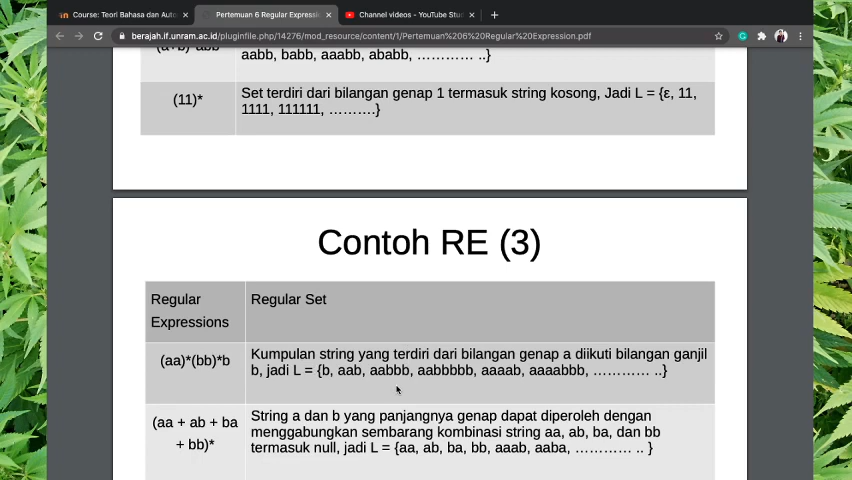 Course: Teori Bahasa dan Auto
Pertemuan 6 Regular Expressi
Channel videos - YouTube Stud
berajah.if.unram.ac.id/pluginfile.php/14276/mod_resource/content/1/Pertemuan%206%20Regular%20Expression.pdf
(a+b)*abb
aabb, babb, aaabb, ababb, ………… ..}
(11)*
Set terdiri dari bilangan genap 1 termasuk string kosong, Jadi L = {ε, 11,
1111, 111111, ……….}
Contoh RE (3)
Regular
Expressions
Regular Set
(aa)*(bb)*b
Kumpulan string yang terdiri dari bilangan genap a diikuti bilangan ganjil
b, jadi L = {b, aab, aabbb, aabbbbb, aaaab, aaaabbb, ………… ..}
(aa + ab + ba
+ bb)*
String a dan b yang panjangnya genap dapat diperoleh dengan
menggabungkan sembarang kombinasi string aa, ab, ba, dan bb
termasuk null, jadi L = {aa, ab, ba, bb, aaab, aaba, ………… .. }